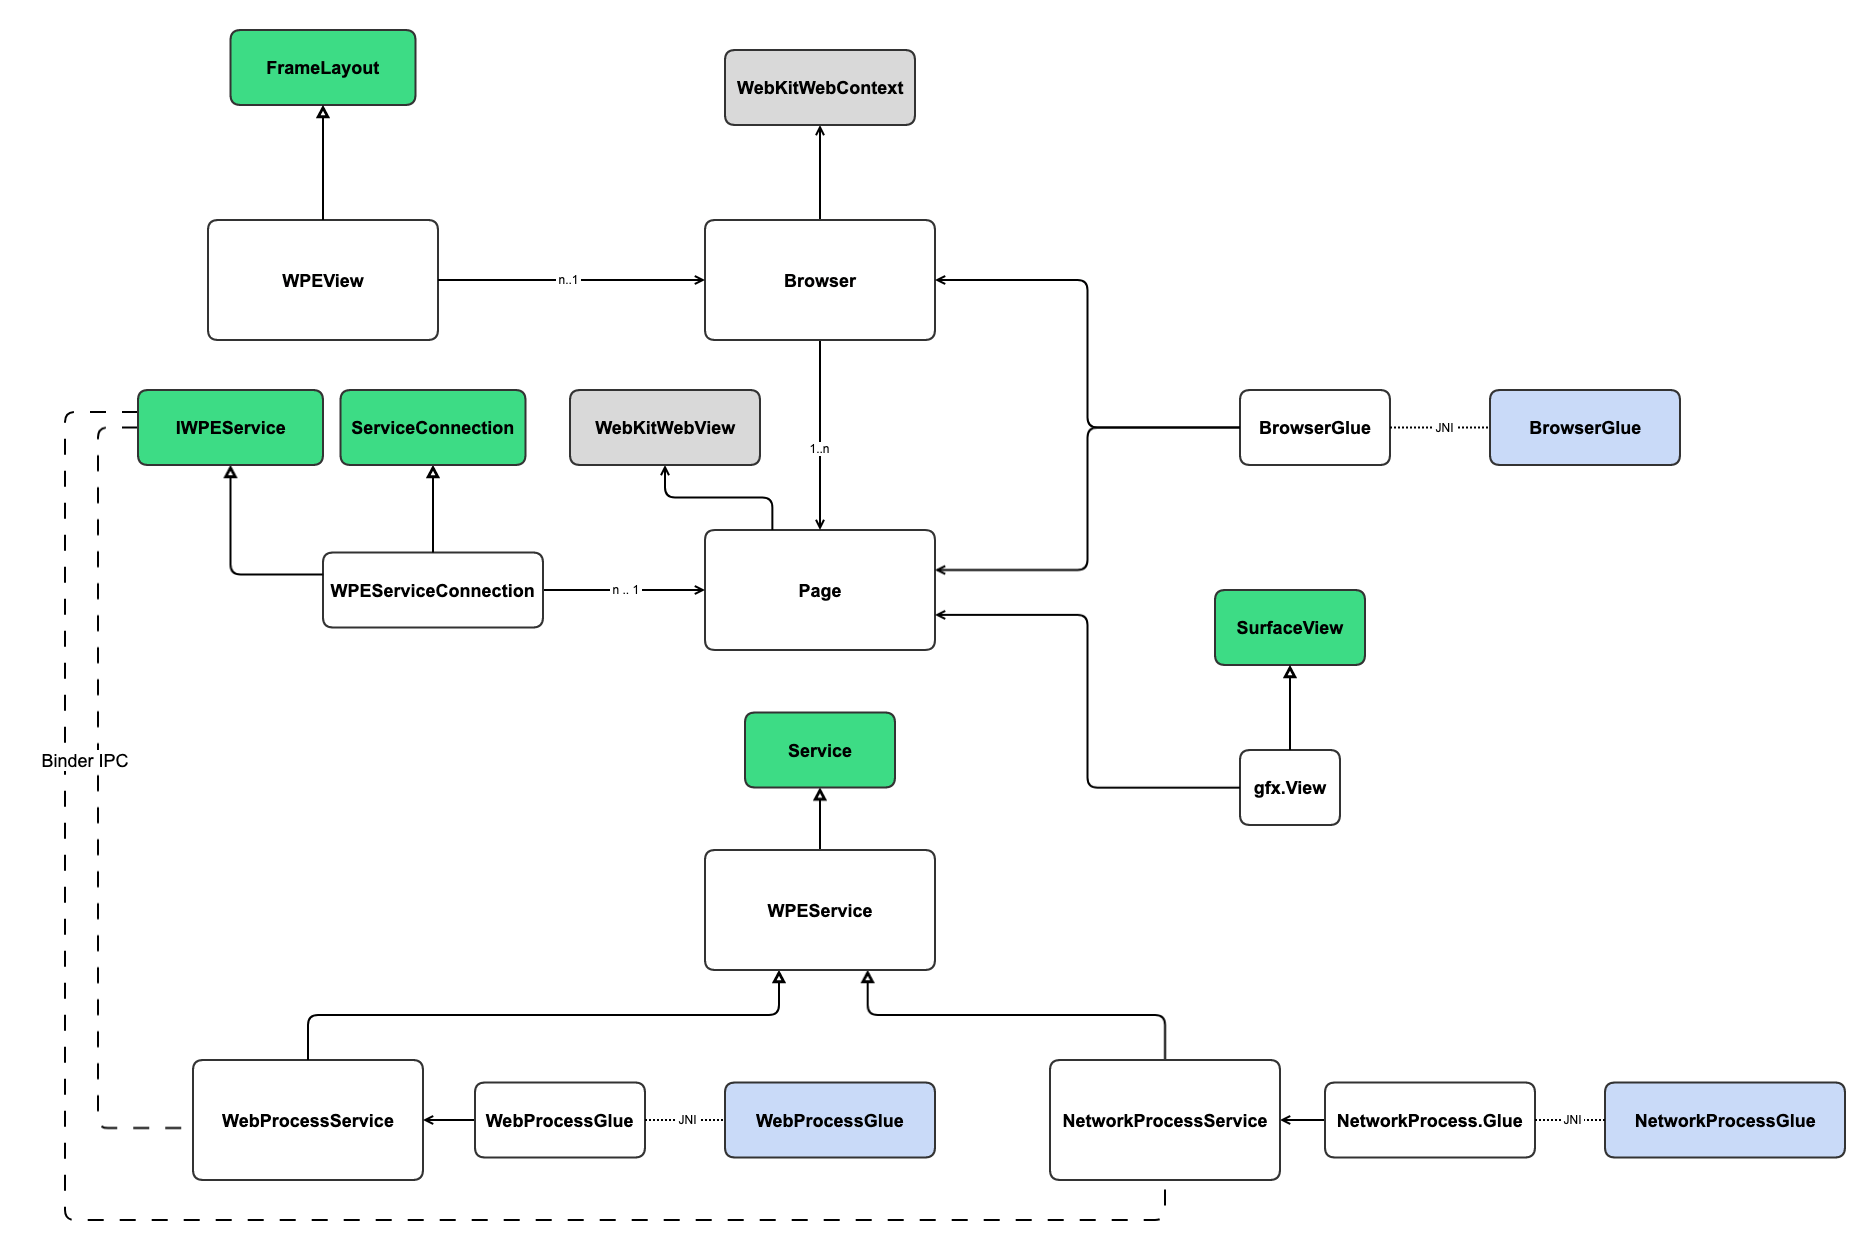 FrameLayout
WebKitWebContext
WPEView
n..1
Browser
IWPEService
ServiceConnection
WebKitWebView
1..n
BrowserGlue
JNI
BrowserGlue
WPEServiceConnection
n .. 1
Page
SurfaceView
Service
Binder IPC
gfx.View
WPEService
WebProcessService
WebProcessGlue
JNI
WebProcessGlue
NetworkProcessService
NetworkProcess.Glue
JNI
NetworkProcessGlue